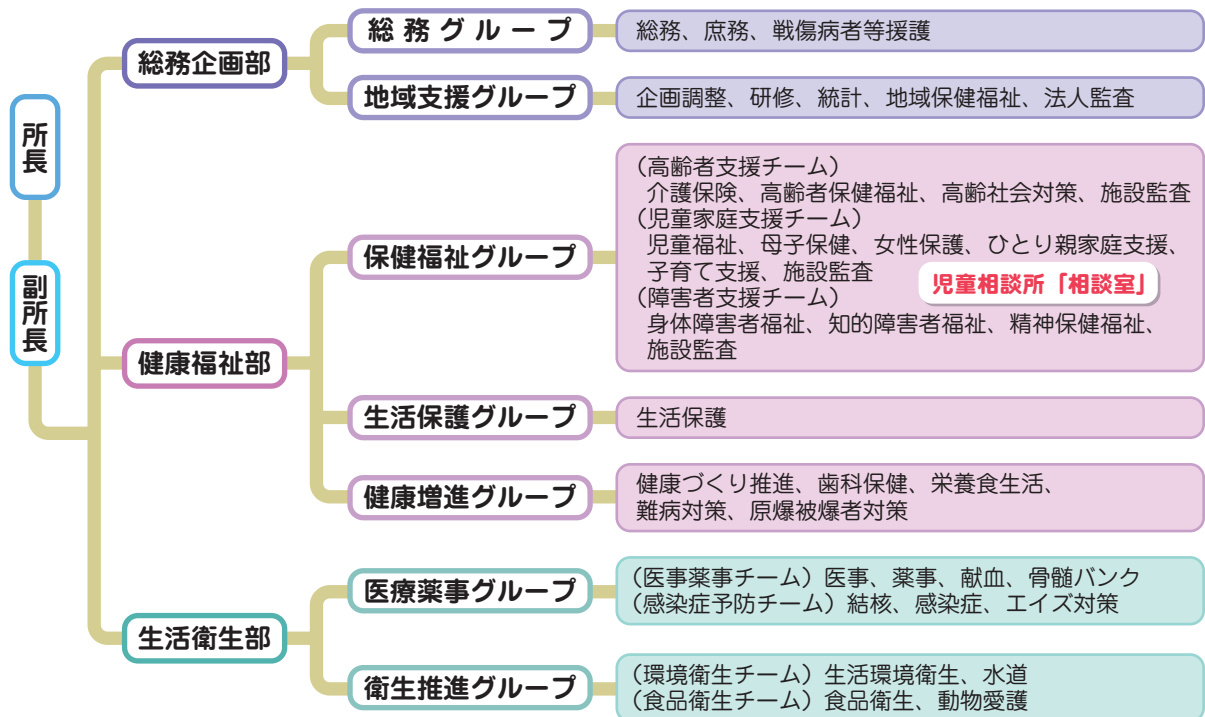 所長
副所長
総務企画部
総務グループ
総務、庶務、戦傷病者等援護
地域支援グループ
企画調整、研修、統計、地域保健福祉、法人監査
健康福祉部
保健福祉グループ
（高齢者支援チーム）
介護保険、高齢者保健福祉、高齢社会対策、施設監査
（児童家庭支援チーム）
児童福祉、母子保健、女性保護、ひとり親家庭支援、
子育て支援、施設監査
児童相談所「相談室」
（障害者支援チーム）
身体障害者福祉、知的障害者福祉、精神保健福祉、
施設監査
生活保護グループ
生活保護
健康増進グループ
健康づくり推進、歯科保健、栄養食生活、
難病対策、原爆被爆者対策
生活衛生部
医療薬事グループ
（医事薬事チーム）医事、薬事、献血、骨髄バンク
（感染症予防チーム）結核、感染症、エイズ対策
衛生推進グループ
（環境衛生チーム）生活環境衛生、水道
（食品衛生チーム）食品衛生、動物愛護